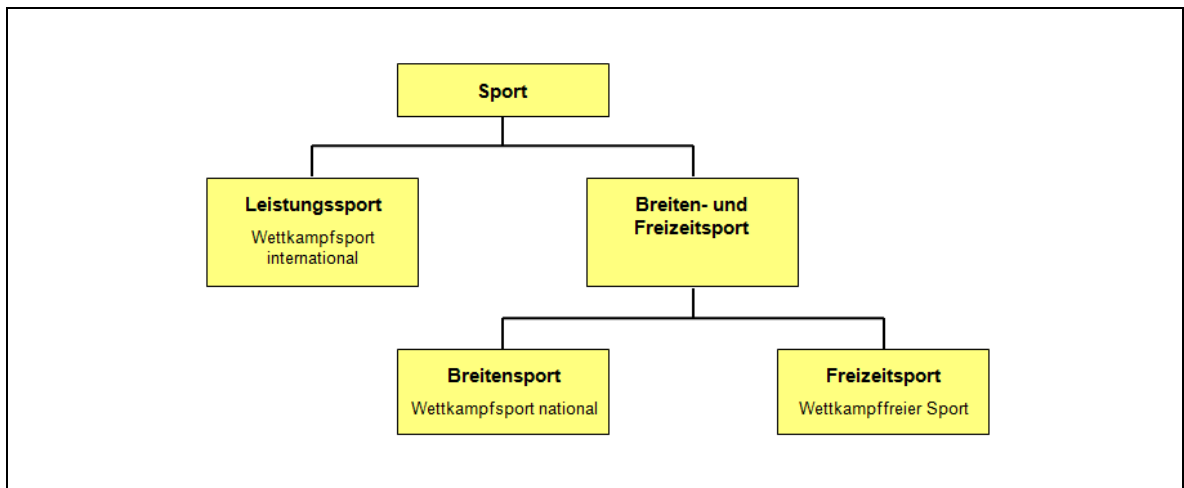 Sport
Leistungssport
Wettkampfsport
international
Breiten- und
Freizeitsport
Breitensport
Wettkampfsport national
Freizeitsport
Wettkampffreier Sport